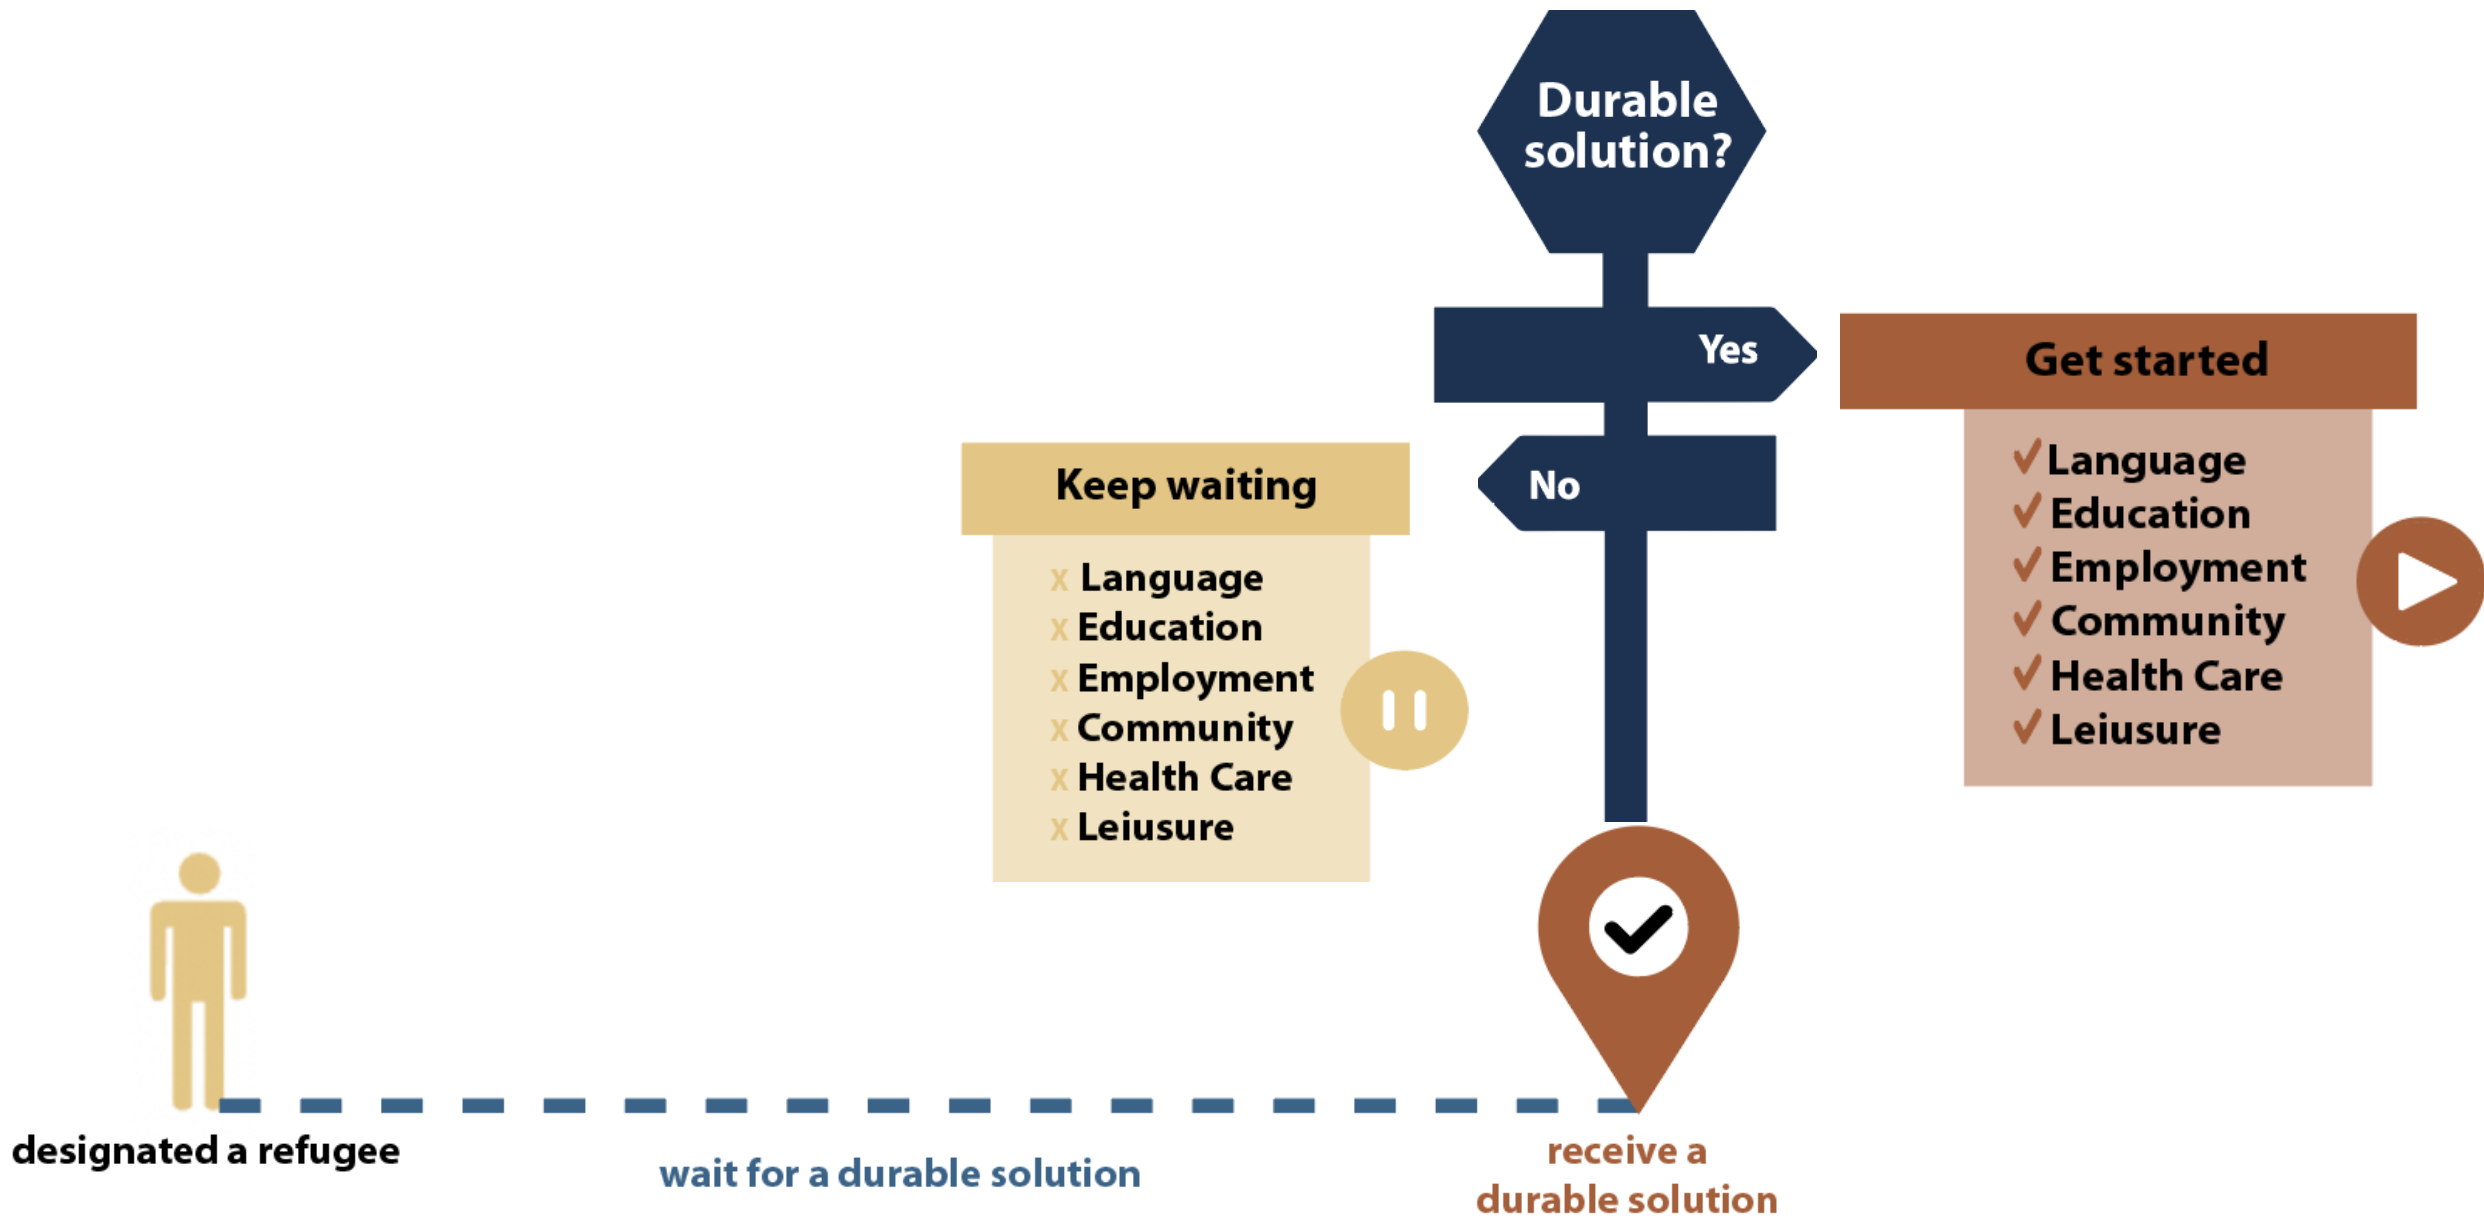 Durable
solution?
Yes
No
Keep waiting
x Language
x Education
x Employment
x Community
x Health Care
x Leiusure
Get started
✓ Language
✓ Education
✓ Employment
✓ Community
✓ Health Care
✓ Leiusure
designated a refugee
wait for a durable solution
receive a
durable solution